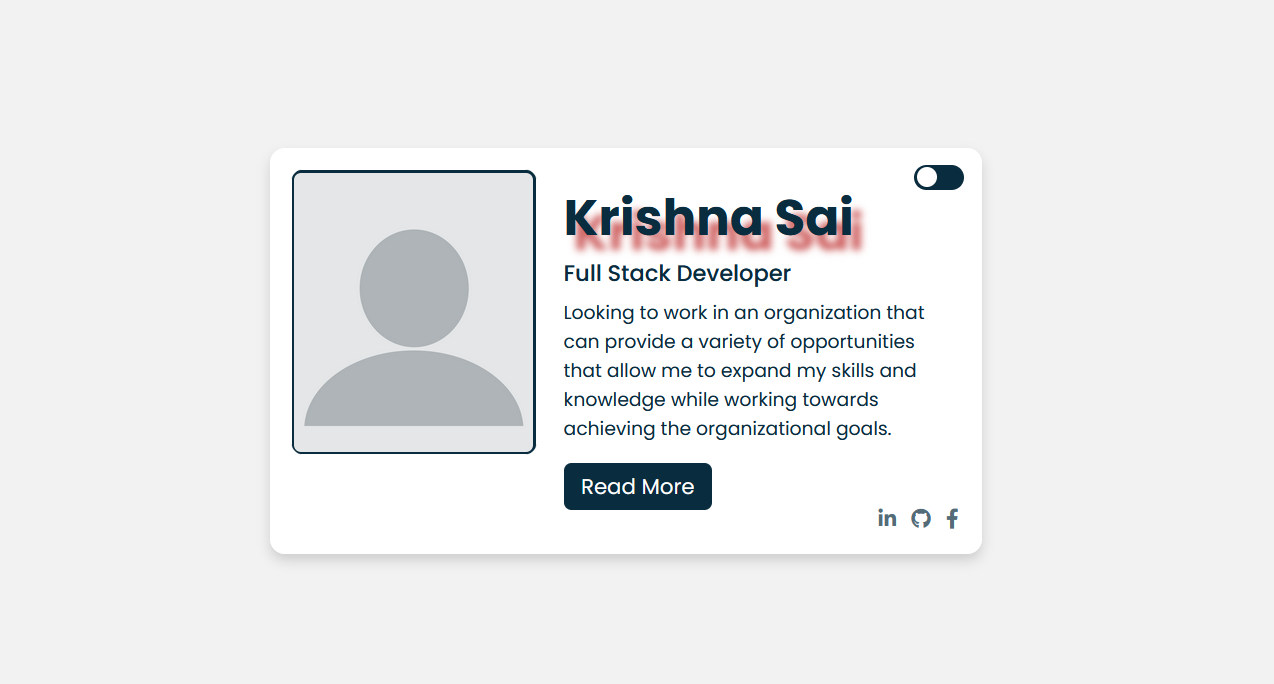 Krishna Sai
Full Stack Developer
Looking to work in an organization that
can provide a variety of opportunities
that allow me to expand my skills and
knowledge while working towards
achieving the organizational goals.
Read More